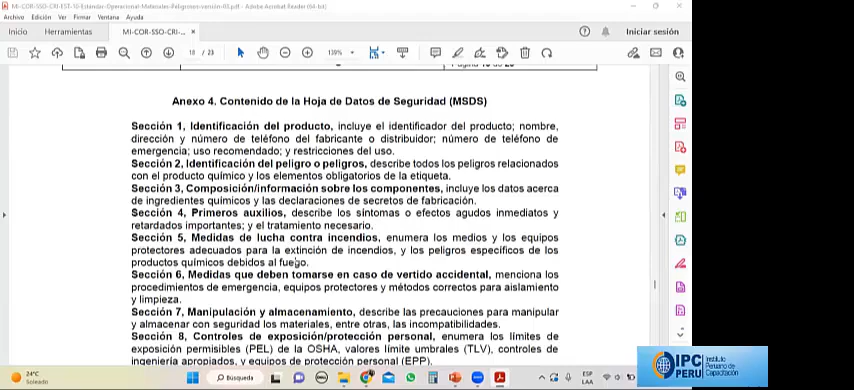 MI-COR-SSO-CRI-EST-10-Estándar-Operacional-Materiales-Peligrosos-versión-03.pdf - Adobe Acrobat Reader (64-bit)
Archivo Edición Ver Firmar Ventana Ayuda
Inicio Herramientas MI-COR-SSO-CRI-... × Iniciar sesión
18 / 23 139%
Anexo 4. Contenido de la Hoja de Datos de Seguridad (MSDS)
Sección 1, Identificación del producto, incluye el identificador del producto; nombre,
dirección y número de teléfono del fabricante o distribuidor; número de teléfono de
emergencia; uso recomendado; y restricciones del uso.
Sección 2, Identificación del peligro o peligros, describe todos los peligros relacionados
con el producto químico y los elementos obligatorios de la etiqueta.
Sección 3, Composición/información sobre los componentes, incluye los datos acerca
de ingredientes químicos y las declaraciones de secretos de fabricación.
Sección 4, Primeros auxilios, describe los síntomas o efectos agudos inmediatos y
retardados importantes; y el tratamiento necesario.
Sección 5, Medidas de lucha contra incendios, enumera los medios y los equipos
protectores adecuados para la extinción de incendios, y los peligros específicos de los
productos químicos debidos al fuego.
Sección 6, Medidas que deben tomarse en caso de vertido accidental, menciona los
procedimientos de emergencia, equipos protectores y métodos correctos para aislamiento
y limpieza.
Sección 7, Manipulación y almacenamiento, describe las precauciones para manipular
y almacenar con seguridad los materiales, entre otras, las incompatibilidades.
Sección 8, Controles de exposición/protección personal, enumera los límites de
exposición permisibles (PEL) de la OSHA, valores límite umbrales (TLV), controles de
ingeniería apropiados, y equipos de protección personal (EPP).
24°C
Soleado
Búsqueda
ESP
LAA
IPC
PERU
Instituto
Peruano de
Capacitación